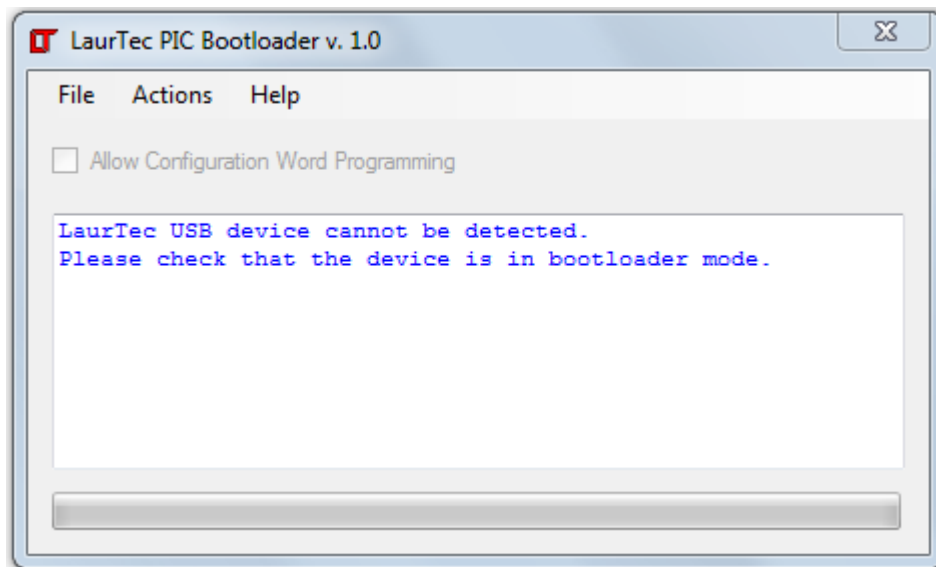 LaurTec PIC Bootloader v. 1.0
File Actions Help
Allow Configuration Word Programming
LaurTec USB device cannot be detected.
Please check that the device is in bootloader mode.